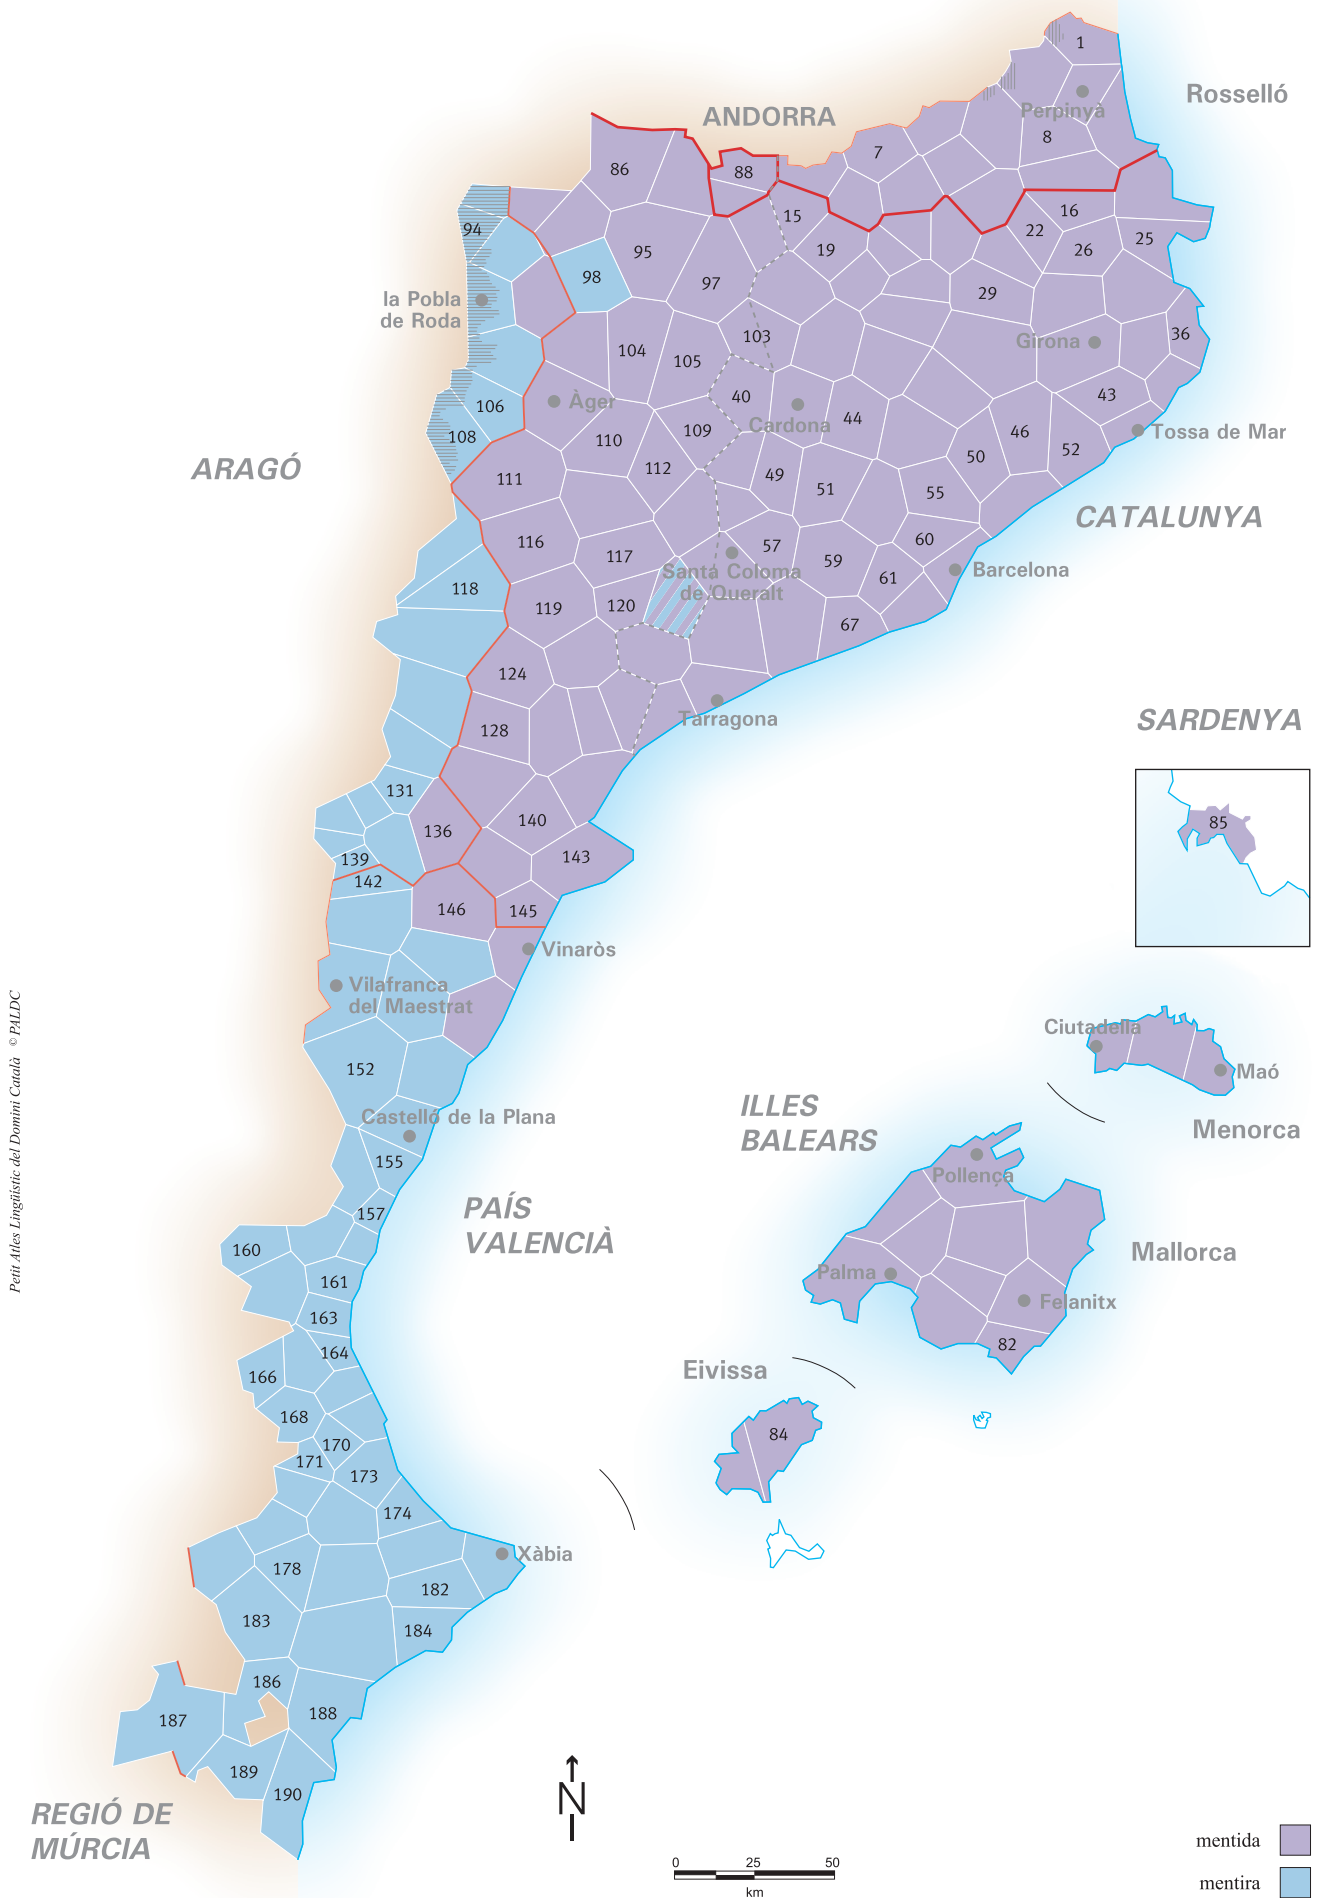 1
Rosselló
Perpinyà
ANDORRA
8
7
86
88
16
15
22
25
94
19
26
95
98
97
29
la Pobla
de Roda
103
Girona
36
104
105
40
43
Àger
106
Cardona
44
46
Tossa de Mar
109
108
110
52
50
ARAGÓ
112
49
111
51
55
CATALUNYA
116
117
57
60
59
Santa Coloma
de Queralt
Barcelona
61
118
119
120
67
124
Tarragona
SARDENYA
128
131
85
140
136
139
143
142
146
145
Vinaròs
Vilafranca
del Maestrat
Ciutadella
152
Maó
Castelló de la Plana
ILLES
BALEARS
Menorca
155
Pollença
157
PAÍS
VALENCIÀ
160
Mallorca
161
Palma
163
Felanitx
164
82
166
Eivissa
168
170
84
171
173
174
Xàbia
178
182
183
184
186
187
188
189
190
REGIÓ DE
MÚRCIA
N
0 25 50
km
mentida
mentira
Petit Atles Lingüístic del Domini Català © PALDC